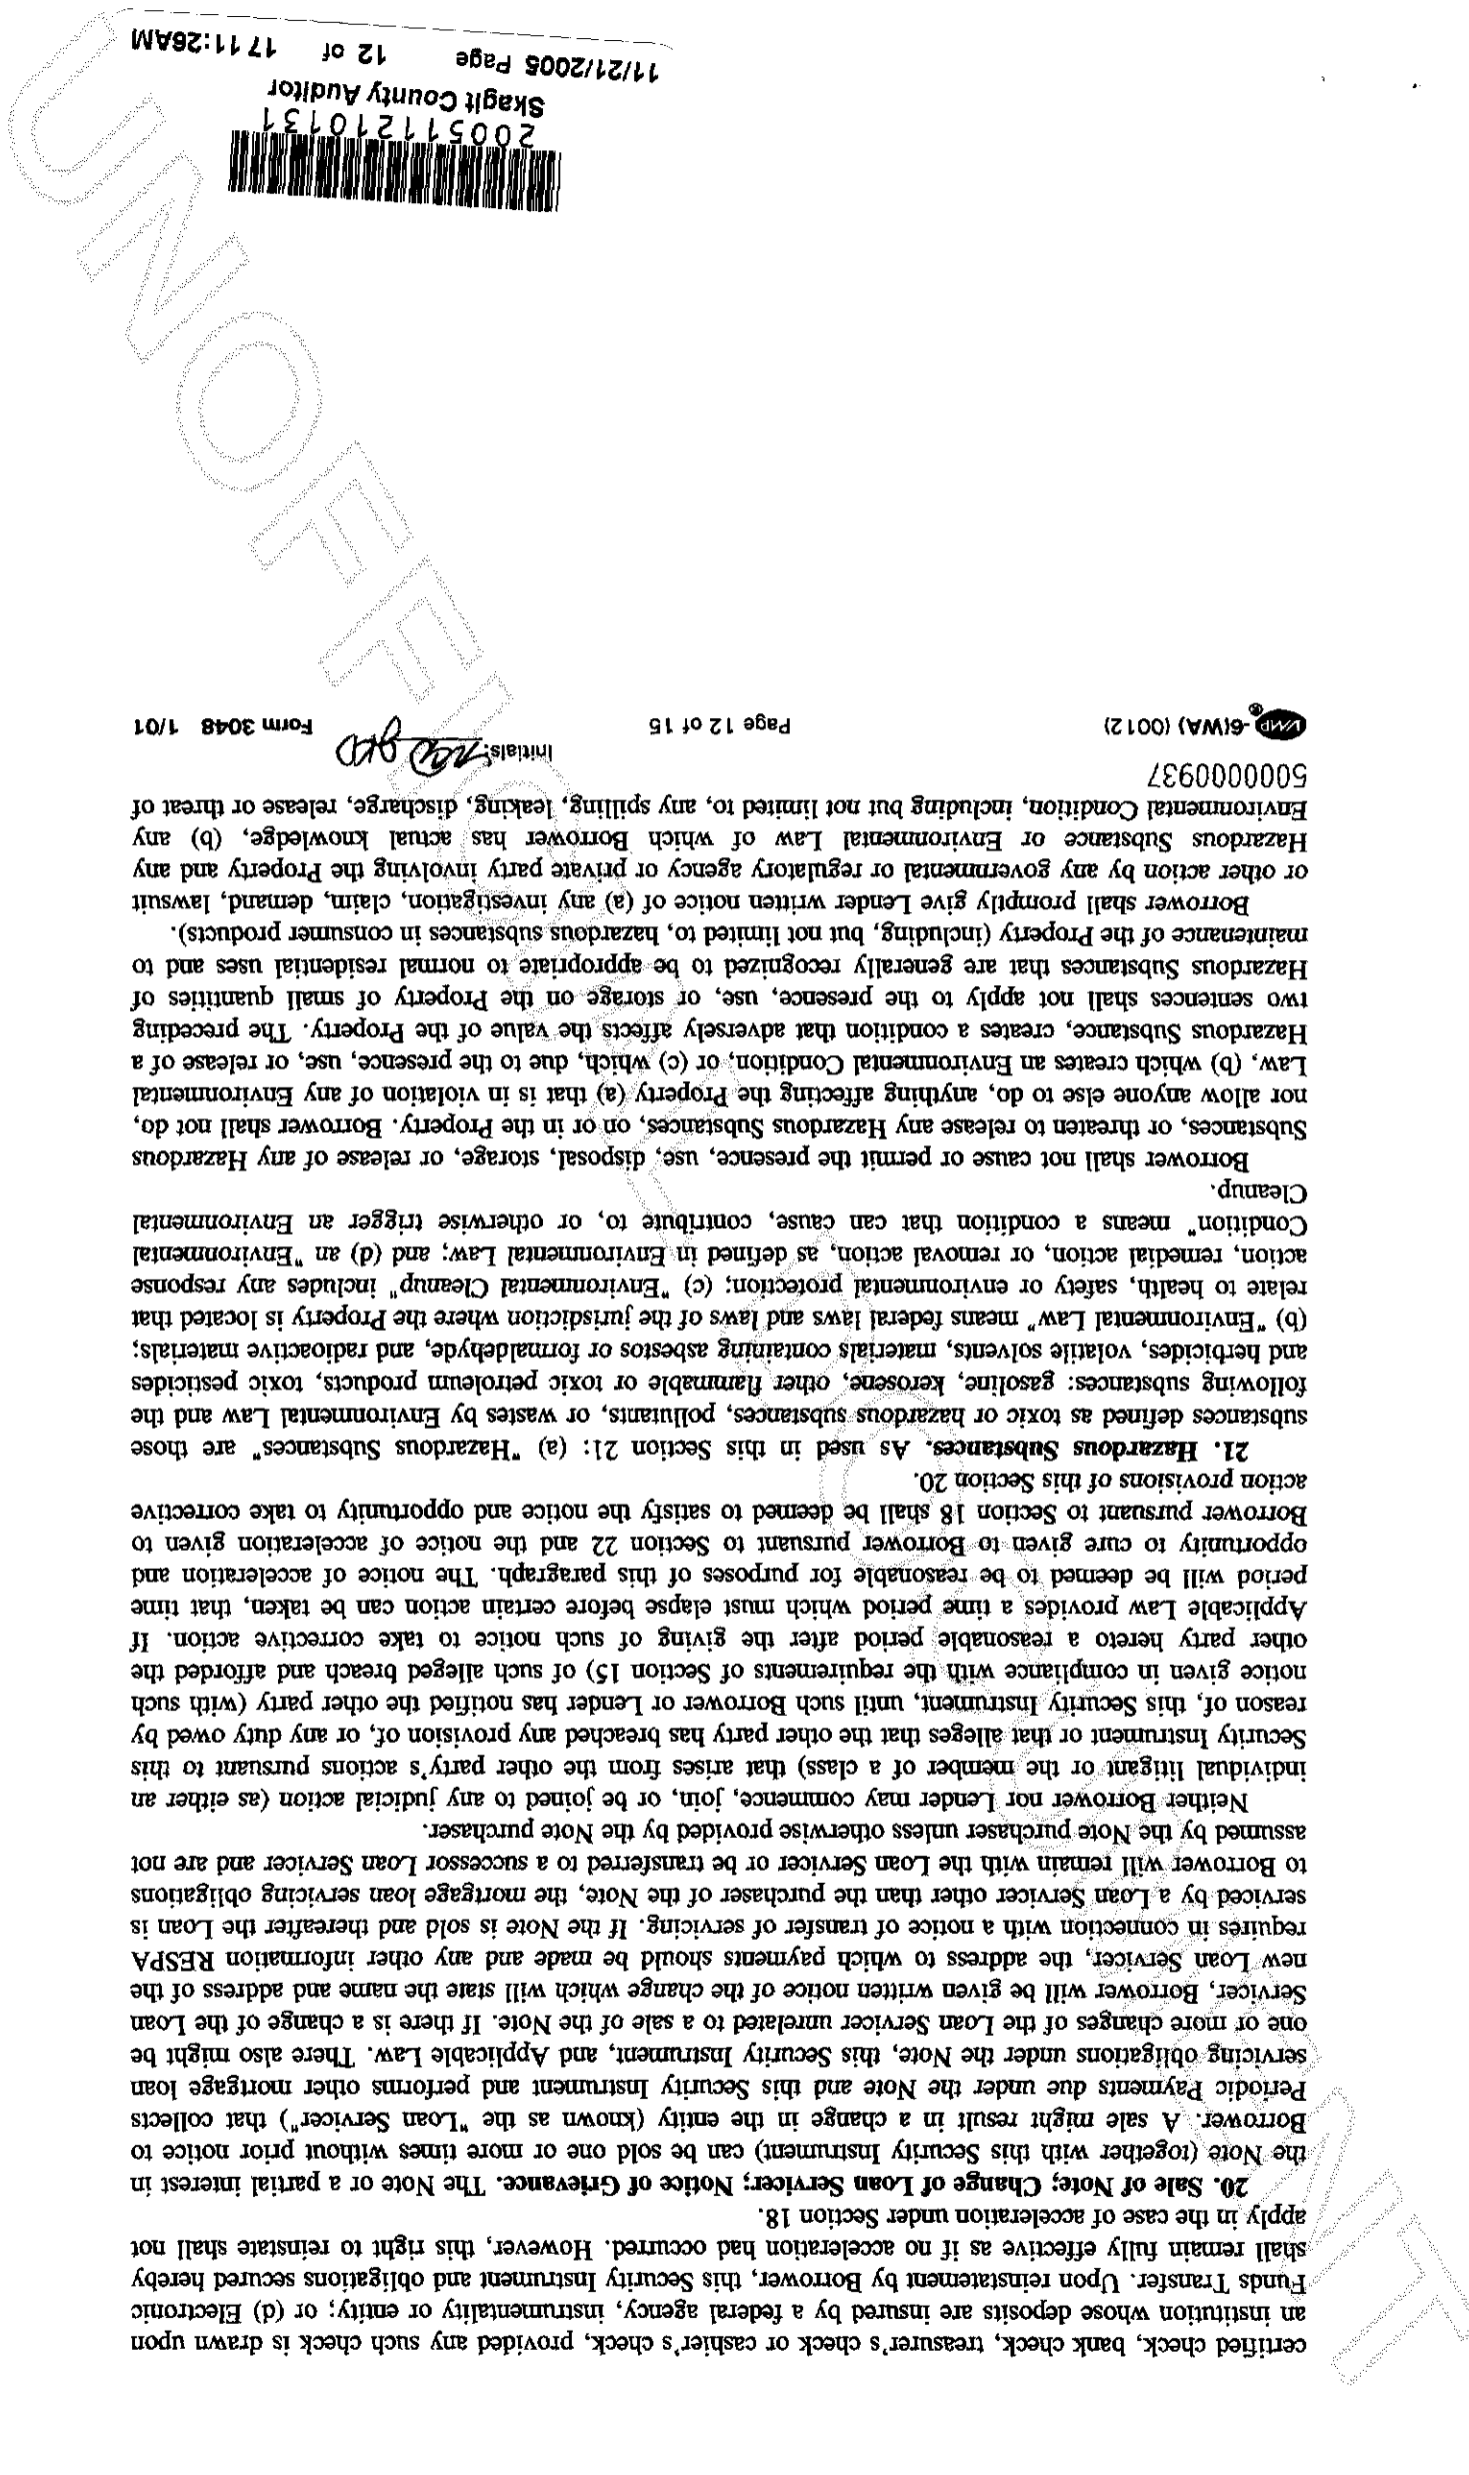 certified check, bank check, treasurer's check or cashier's check, provided any such check is drawn upon
an institution whose deposits are insured by a federal agency, instrumentality or entity; or (d) Electronic
Funds Transfer. Upon reinstatement by Borrower, this Security Instrument and obligations secured hereby
shall remain fully effective as if no acceleration had occurred. However, this right to reinstate shall not
apply in the case of acceleration under Section 18.
20. Sale of Note; Change of Loan Servicer; Notice of Grievance. The Note or a partial interest in
the Note (together with this Security Instrument) can be sold one or more times without prior notice to
Borrower. A sale might result in a change in the entity (known as the "Loan Servicer") that collects
Periodic Payments due under the Note and this Security Instrument and performs other mortgage loan
servicing obligations under the Note, this Security Instrument, and Applicable Law. There also might be
one or more changes of the Loan Servicer unrelated to a sale of the Note. If there is a change of the Loan
Servicer, Borrower will be given written notice of the change which will state the name and address of the
new Loan Servicer, the address to which payments should be made and any other information RESPA
requires in connection with a notice of transfer of servicing. If the Note is sold and thereafter the Loan is
serviced by a Loan Servicer other than the purchaser of the Note, the mortgage loan servicing obligations
to Borrower will remain with the Loan Servicer or be transferred to a successor Loan Servicer and are not
assumed by the Note purchaser unless otherwise provided by the Note purchaser.
Neither Borrower nor Lender may commence, join, or be joined to any judicial action (as either an
individual litigant or the member of a class) that arises from the other party's actions pursuant to this
Security Instrument or that alleges that the other party has breached any provision of, or any duty owed by
reason of, this Security Instrument, until such Borrower or Lender has notified the other party (with such
notice given in compliance with the requirements of Section 15) of such alleged breach and afforded the
other party hereto a reasonable period after the giving of such notice to take corrective action. If
Applicable Law provides a time period which must elapse before certain action can be taken, that time
period will be deemed to be reasonable for purposes of this paragraph. The notice of acceleration and
opportunity to cure given to Borrower pursuant to Section 22 and the notice of acceleration given to
Borrower pursuant to Section 18 shall be deemed to satisfy the notice and opportunity to take corrective
action provisions of this Section 20.
21. Hazardous Substances. As used in this Section 21: (a) "Hazardous Substances" are those
substances defined as toxic or hazardous substances, pollutants, or wastes by Environmental Law and the
following substances: gasoline, kerosene, other flammable or toxic petroleum products, toxic pesticides
and herbicides, volatile solvents, materials containing asbestos or formaldehyde, and radioactive materials;
(b) "Environmental Law" means federal laws and laws of the jurisdiction where the Property is located that
relate to health, safety or environmental protection; (c) "Environmental Cleanup" includes any response
action, remedial action, or removal action, as defined in Environmental Law; and (d) an "Environmental
Condition" means a condition that can cause, contribute to, or otherwise trigger an Environmental
Cleanup.
Borrower shall not cause or permit the presence, use, disposal, storage, or release of any Hazardous
Substances, or threaten to release any Hazardous Substances, on or in the Property. Borrower shall not do,
nor allow anyone else to do, anything affecting the Property (a) that is in violation of any Environmental
Law, (b) which creates an Environmental Condition, or (c) which, due to the presence, use, or release of a
Hazardous Substance, creates a condition that adversely affects the value of the Property. The preceding
two sentences shall not apply to the presence, use, or storage on the Property of small quantities of
Hazardous Substances that are generally recognized to be appropriate to normal residential uses and to
maintenance of the Property (including, but not limited to, hazardous substances in consumer products).
Borrower shall promptly give Lender written notice of (a) any investigation, claim, demand, lawsuit
or other action by any governmental or regulatory agency or private party involving the Property and any
Hazardous Substance or Environmental Law of which Borrower has actual knowledge, (b) any
Environmental Condition, including but not limited to, any spilling, leaking, discharge, release or threat of
5000000937
Initials:
VMP®-6(WA) (0012) Page 12 of 15 Form 3048 1/01
200511210131
Skagit County Auditor
11/21/2005 Page 12 of 17 11:26AM
UNOFFICIAL DOCUMENT